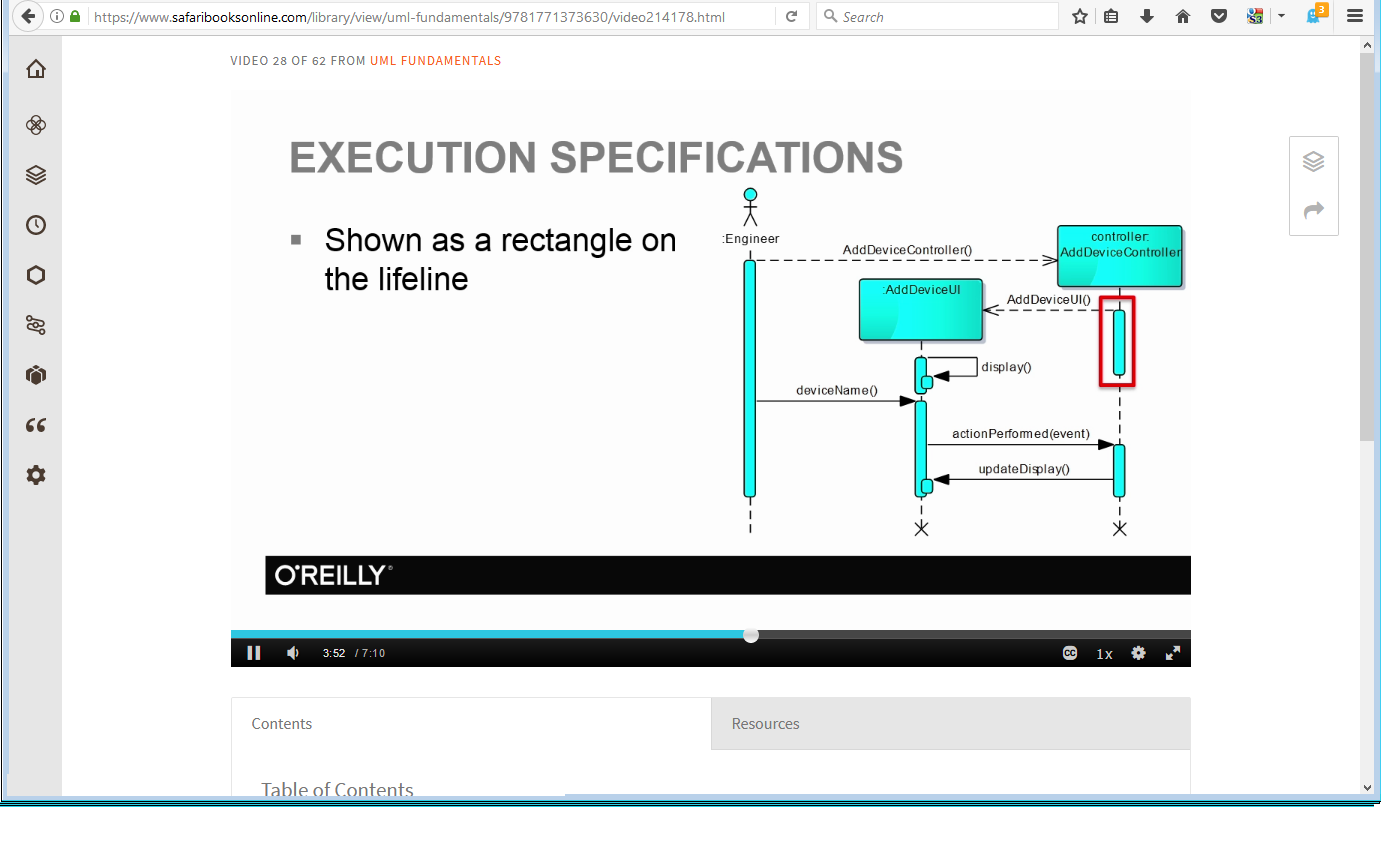 https://www.safaribooksonline.com/library/view/uml-fundamentals/9781771373630/video214178.html
Search
3
VIDEO 28 OF 62 FROM UML FUNDAMENTALS
EXECUTION SPECIFICATIONS
▪ Shown as a rectangle on
the lifeline
:Engineer
AddDeviceController()
controller:
AddDeviceController
:AddDeviceUI
AddDeviceUI()
display()
deviceName()
actionPerformed(event)
updateDisplay()
O'REILLY®
3:52 / 7:10
CC
1x
Contents
Resources
Table of Contents